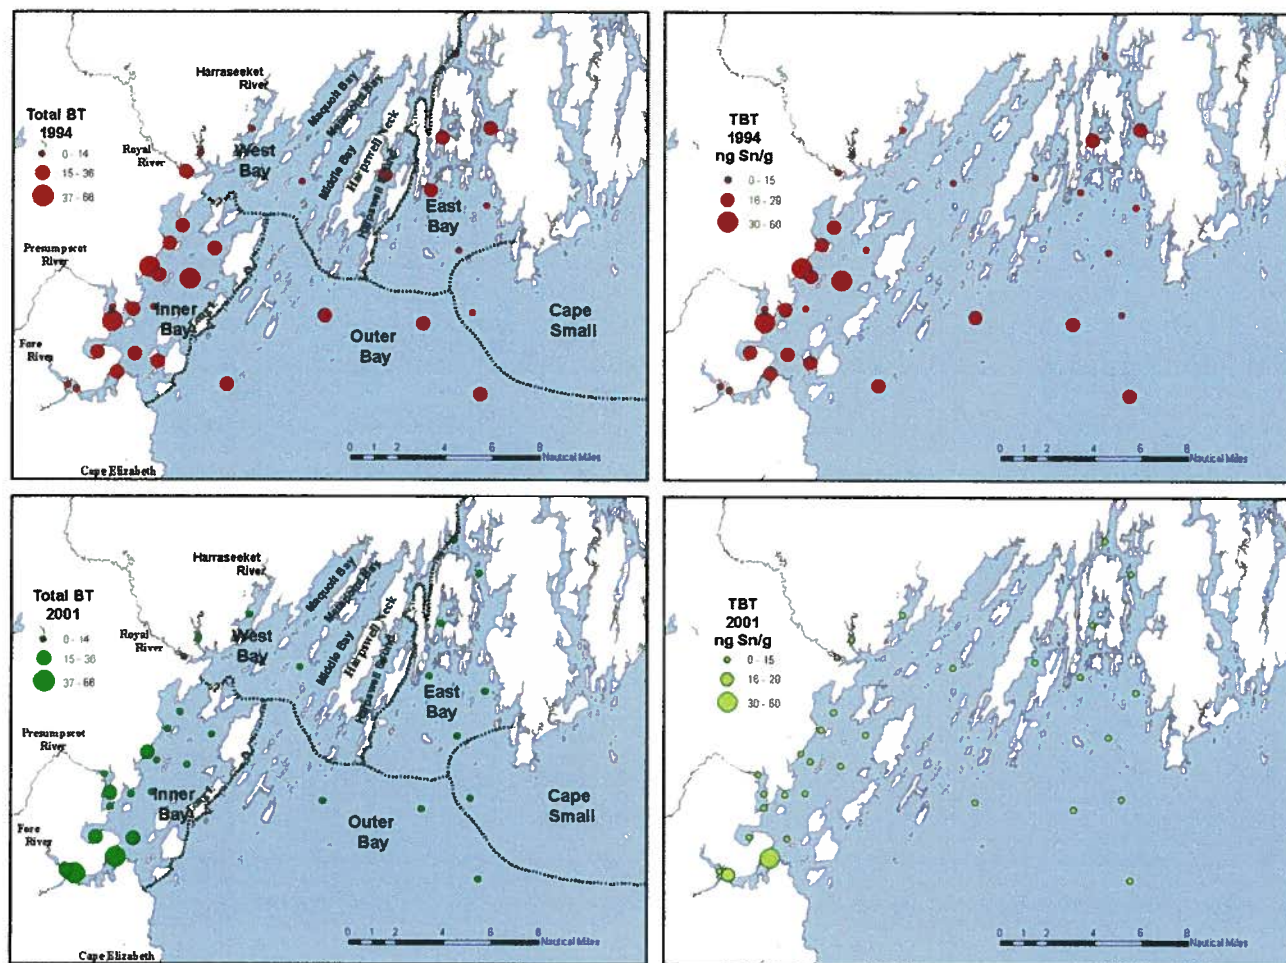 Harraseeket
River
Total BT
1994
0 - 14
15 - 36
37 - 66
Royal
River
Maquoit Bay
West
Bay
Middle Bay
Harpswell Neck
East
Bay
Presumpscot
River
Inner
Bay
Fore
River
Outer
Bay
Cape
Small
0 1 2 4 6 8
Nautical Miles
Cape Elizabeth
TBT
1994
ng Sn/g
0 - 15
16 - 29
30 - 60
0 1 2 4 6 8
Nautical Miles
Harraseeket
River
Total BT
2001
0 - 14
15 - 36
37 - 66
Royal
River
Maquoit Bay
West
Bay
Middle Bay
Harpswell Neck
East
Bay
Presumpscot
River
Inner
Bay
Fore
River
Outer
Bay
Cape
Small
0 1 2 4 6 8
Nautical Miles
Cape Elizabeth
TBT
2001
ng Sn/g
0 - 15
16 - 29
30 - 60
0 1 2 4 6 8
Nautical Miles